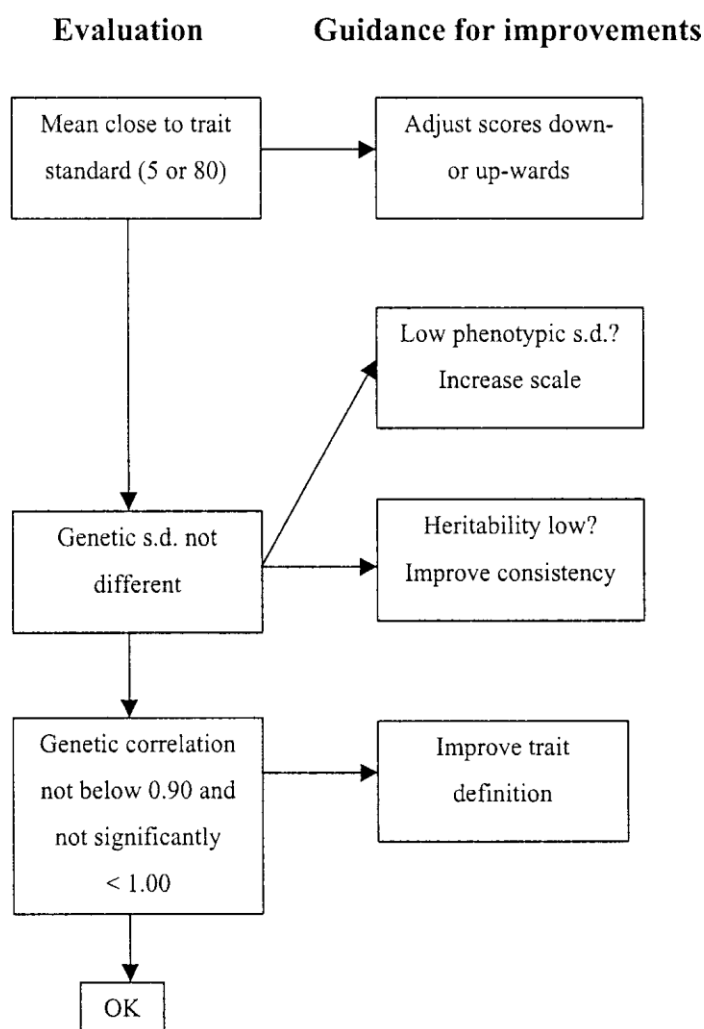 Evaluation
Guidance for improvements
Mean close to trait
standard (5 or 80)
Adjust scores down-
or up-wards
Low phenotypic s.d.?
Increase scale
Genetic s.d. not
different
Heritability low?
Improve consistency
Genetic correlation
not below 0.90 and
not significantly
< 1.00
Improve trait
definition
OK